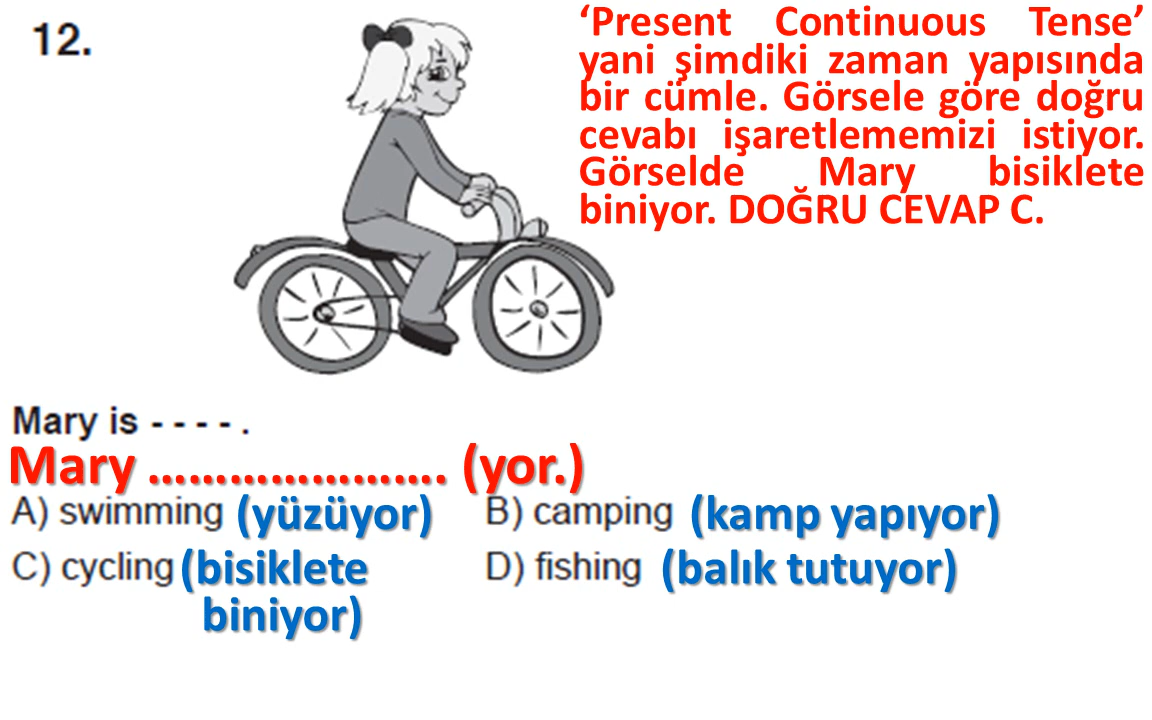 12.
‘Present Continuous Tense’
yani şimdiki zaman yapısında
bir cümle. Görsele göre doğru
cevabı işaretlememizi istiyor.
Görselde Mary bisiklete
biniyor. DOĞRU CEVAP C.
Mary is - - - - .
Mary …………………. (yor.)
A) swimming (yüzüyor) B) camping (kamp yapıyor)
C) cycling (bisiklete D) fishing (balık tutuyor)
biniyor)